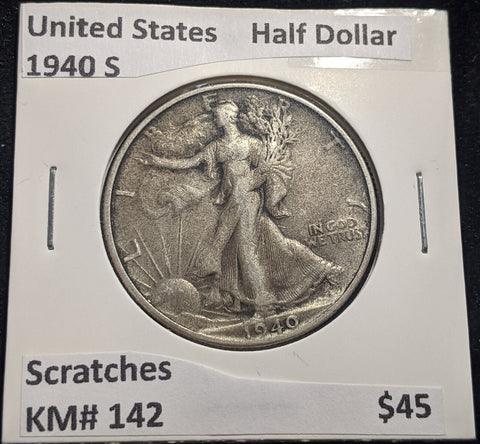 United States Half Dollar
1940 S
LIBERTY
IN GOD
WE TRUST
1940
Scratches
KM# 142
$45